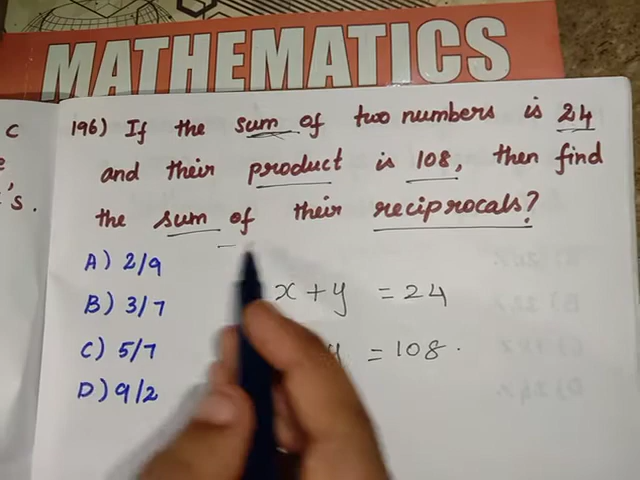 MATHEMATICS
c
e
's.
196) If the sum of two numbers is 24
and their product is 108, then find
the sum of their reciprocals?
A) 2/9
B) 3/7
C) 5/7
D) 9/2
x + y = 24
y = 108.